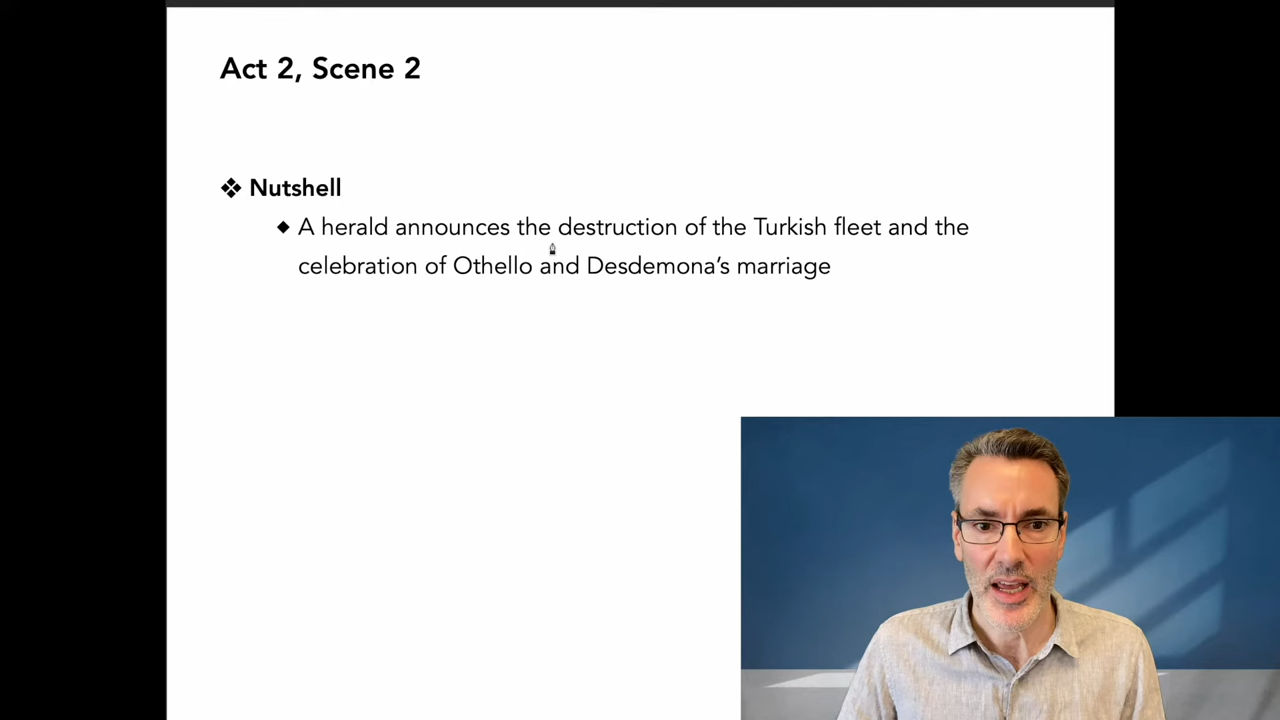 Act 2, Scene 2
❖ Nutshell
◆ A herald announces the destruction of the Turkish fleet and the
celebration of Othello and Desdemona’s marriage